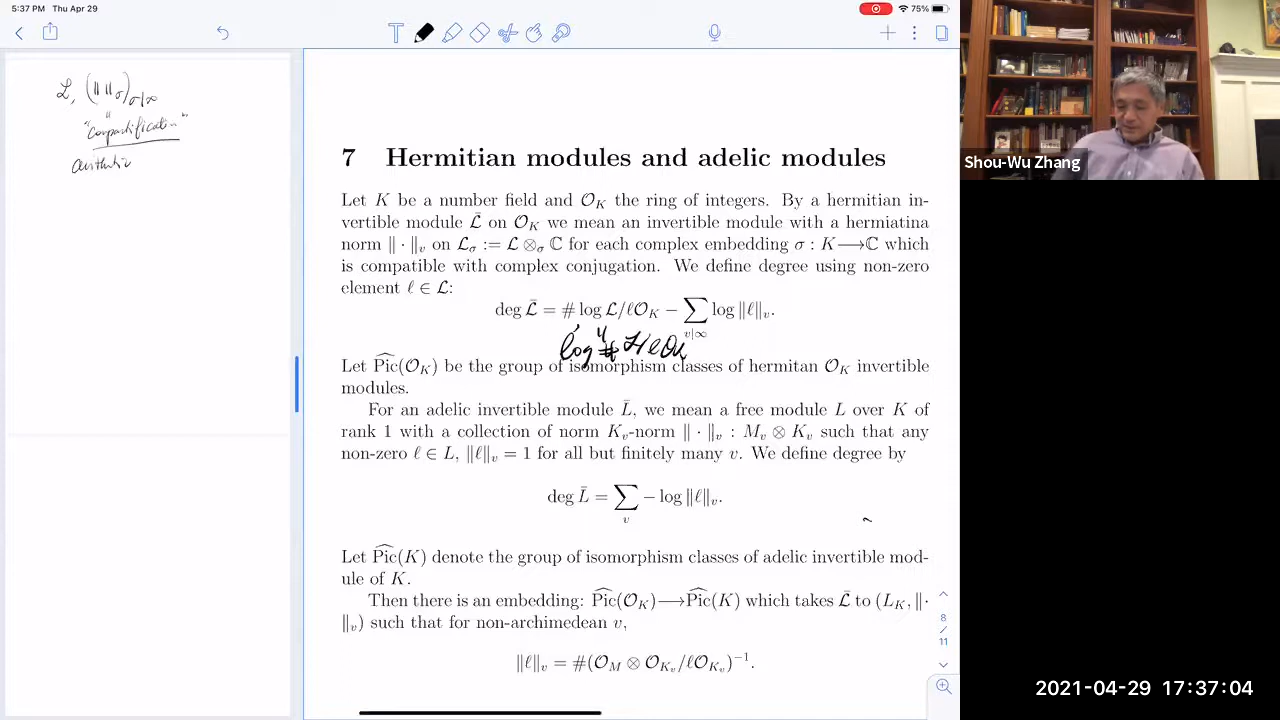 5:37 PM Thu Apr 29
75%
ℒ, (‖ ‖σ)σ|∞
"Compactification"
7 Hermitian modules and adelic modules
Let K be a number field and 𝒪_K the ring of integers. By a hermitian in-
vertible module ℒ̄ on 𝒪_K we mean an invertible module with a hermiatina
norm ‖ · ‖_v on ℒ_σ := ℒ ⊗_σ ℂ for each complex embedding σ : K⟶ℂ which
is compatible with complex conjugation. We define degree using non-zero
element ℓ ∈ ℒ:
deg ℒ̄ = # log ℒ/ℓ𝒪_K − ∑_{v|∞} log ‖ℓ‖_v.
log # ℒ/ℓ𝒪_K
Let P̂ic(𝒪_K) be the group of isomorphism classes of hermitan 𝒪_K invertible
modules.
For an adelic invertible module L̄, we mean a free module L over K of
rank 1 with a collection of norm K_v-norm ‖ · ‖_v : M_v ⊗ K_v such that any
non-zero ℓ ∈ L, ‖ℓ‖_v = 1 for all but finitely many v. We define degree by
deg L̄ = ∑_v − log ‖ℓ‖_v.
Let P̂ic(K) denote the group of isomorphism classes of adelic invertible mod-
ule of K.
Then there is an embedding: P̂ic(𝒪_K)⟶P̂ic(K) which takes ℒ̄ to (L_K, ‖ ·
‖_v) such that for non-archimedean v,
‖ℓ‖_v = #(𝒪_M ⊗ 𝒪_{K_v}/ℓ𝒪_{K_v})^{−1}.
8
/
11
Shou-Wu Zhang
2021-04-29 17:37:04